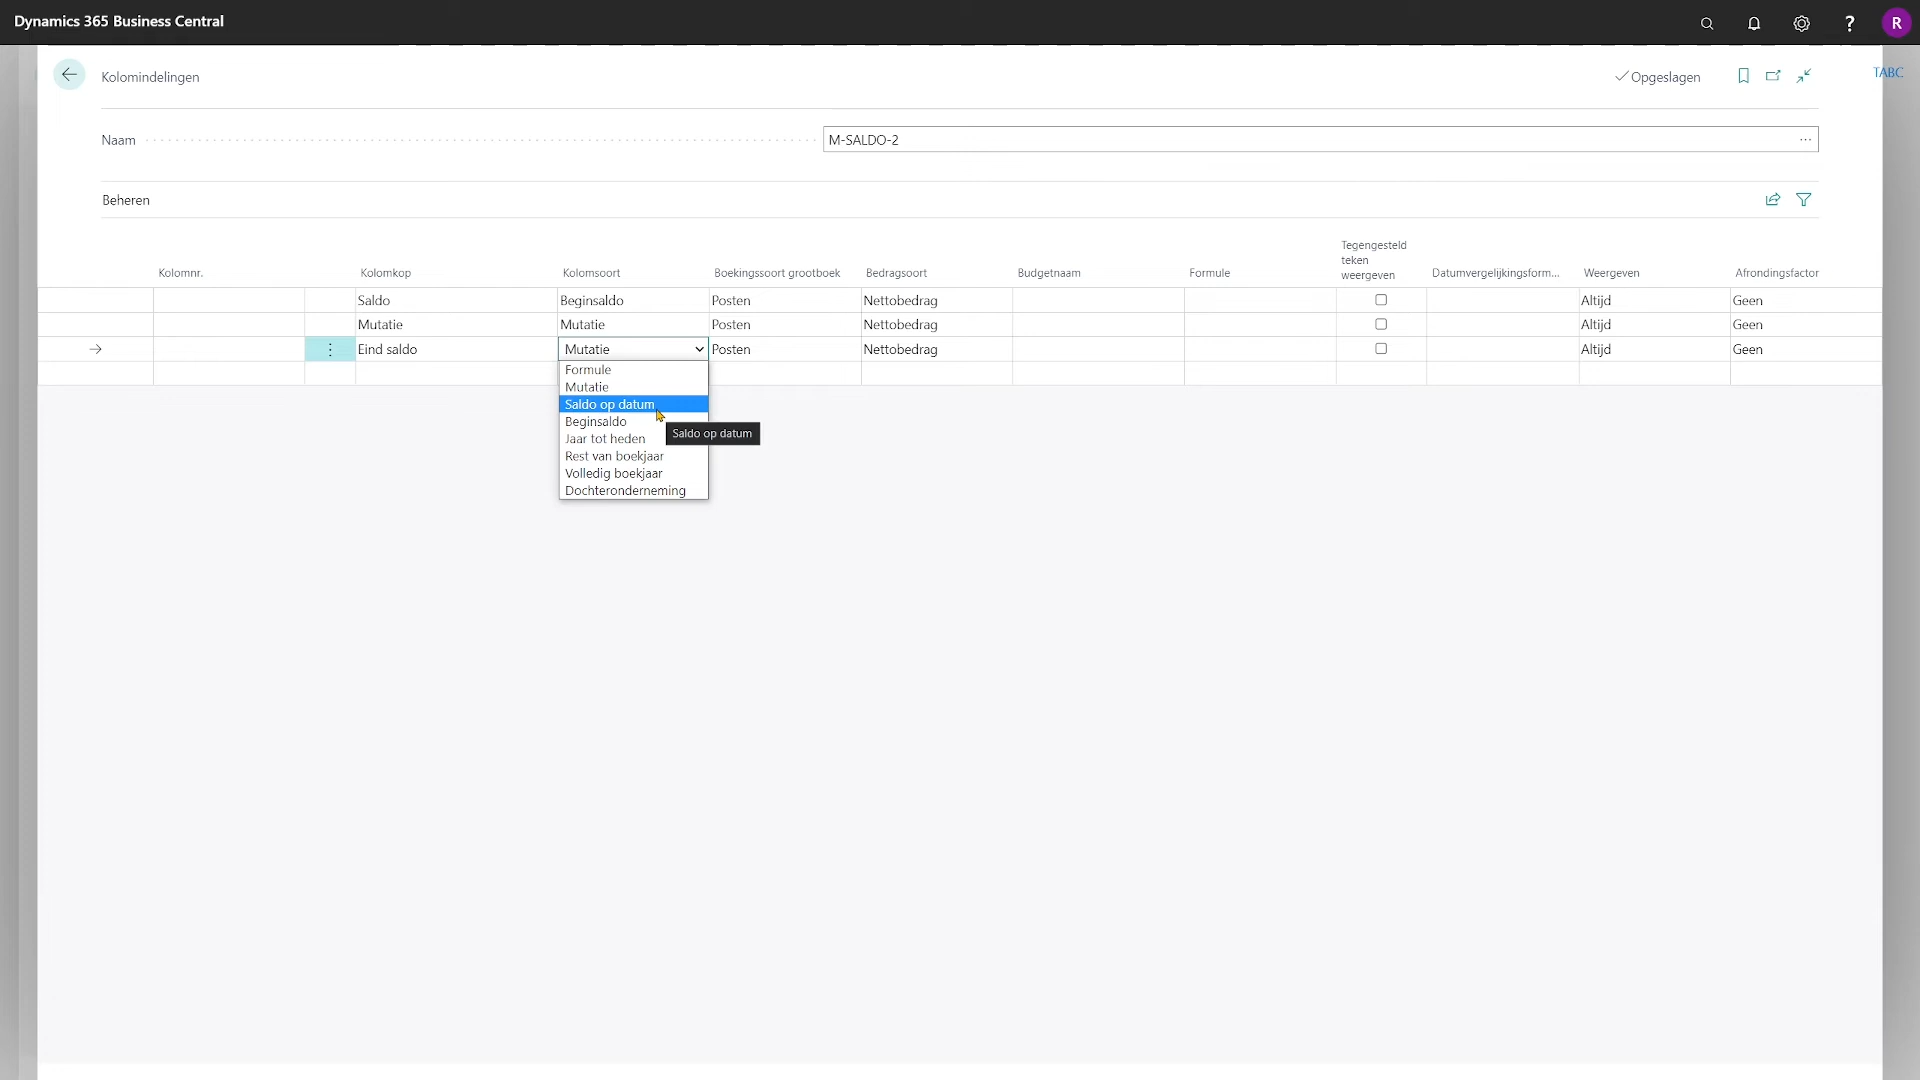 Dynamics 365 Business Central
?
R
Kolomindelingen
Opgeslagen
TABC
Naam
M-SALDO-2
Beheren
Kolomnr.
Kolomkop
Kolomsoort
Boekingssoort grootboek
Bedragsoort
Budgetnaam
Formule
Tegengesteld
teken
weergeven
Datumvergelijkingsform...
Weergeven
Afrondingsfactor
Saldo Beginsaldo Posten Nettobedrag Altijd Geen
Mutatie Mutatie Posten Nettobedrag Altijd Geen
Eind saldo Mutatie Posten Nettobedrag Altijd Geen
Formule
Mutatie
Saldo op datum
Beginsaldo
Jaar tot heden
Rest van boekjaar
Volledig boekjaar
Dochteronderneming
Saldo op datum